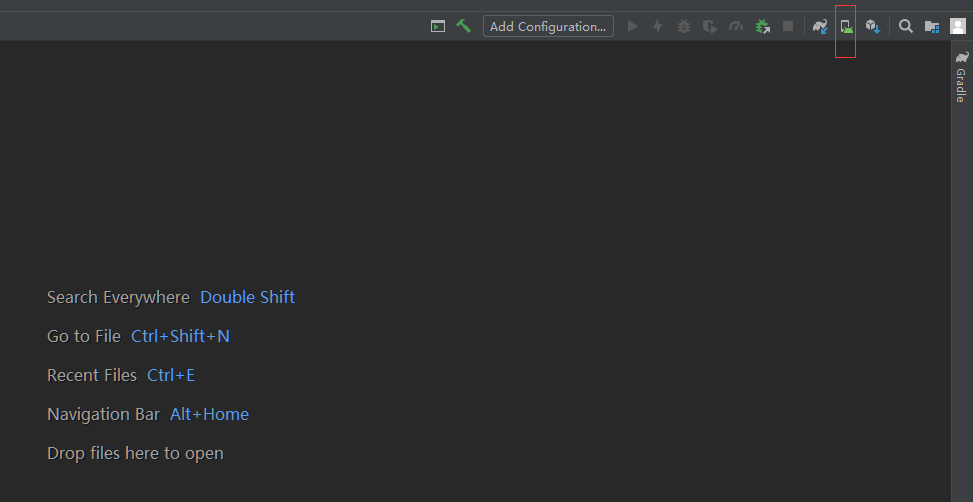 Add Configuration...
Gradle
Search Everywhere Double Shift
Go to File Ctrl+Shift+N
Recent Files Ctrl+E
Navigation Bar Alt+Home
Drop files here to open